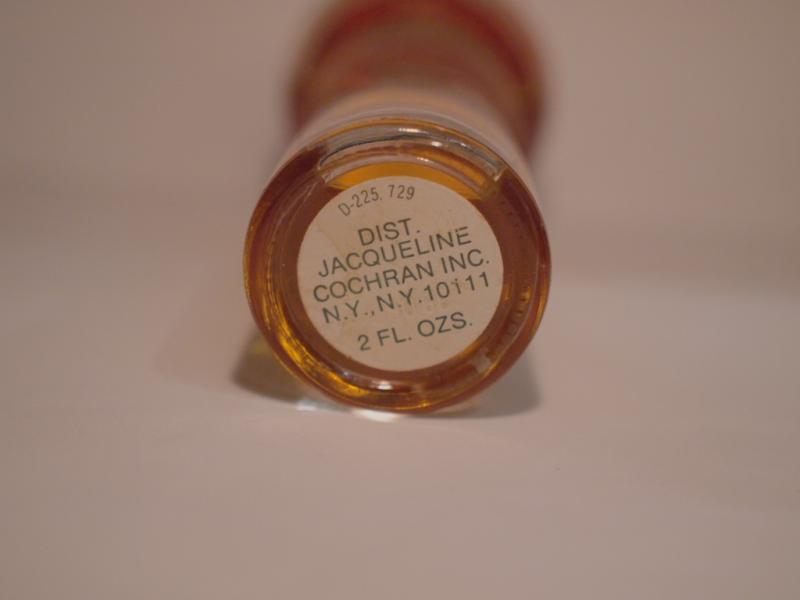 D-225, 729
DIST.
JACQUELINE
COCHRAN INC.
N.Y., N.Y. 10111
2 FL. OZS.